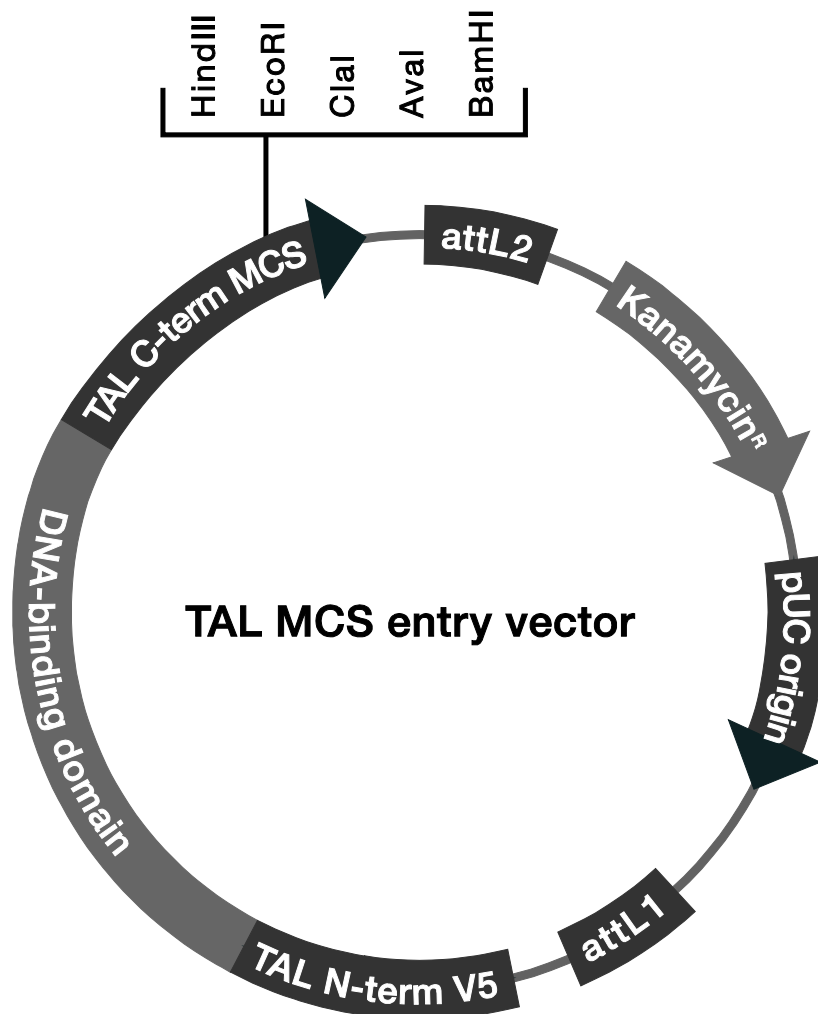 HindIII
EcoRI
ClaI
AvaI
BamHI
attL2
KanamycinR
pUC origin
attL1
TAL N-term V5
DNA-binding domain
TAL C-term MCS
TAL MCS entry vector